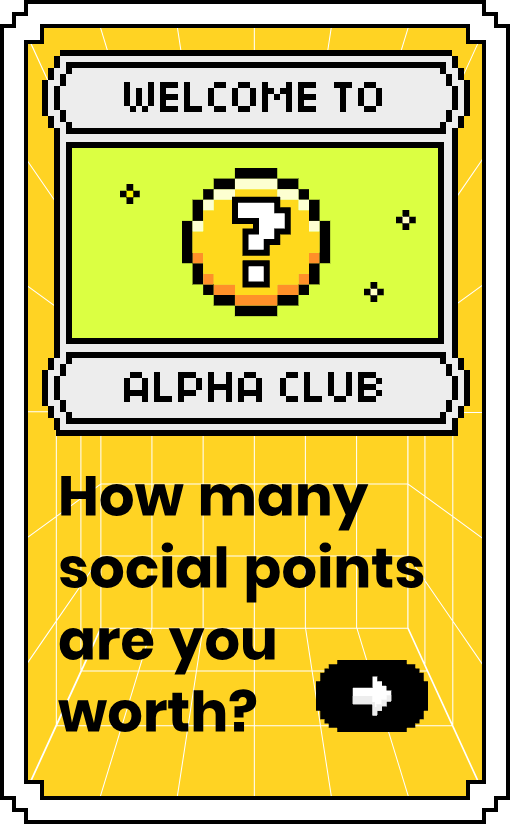 WELCOME TO
?
ALPHA CLUB
How many
social points
are you
worth?